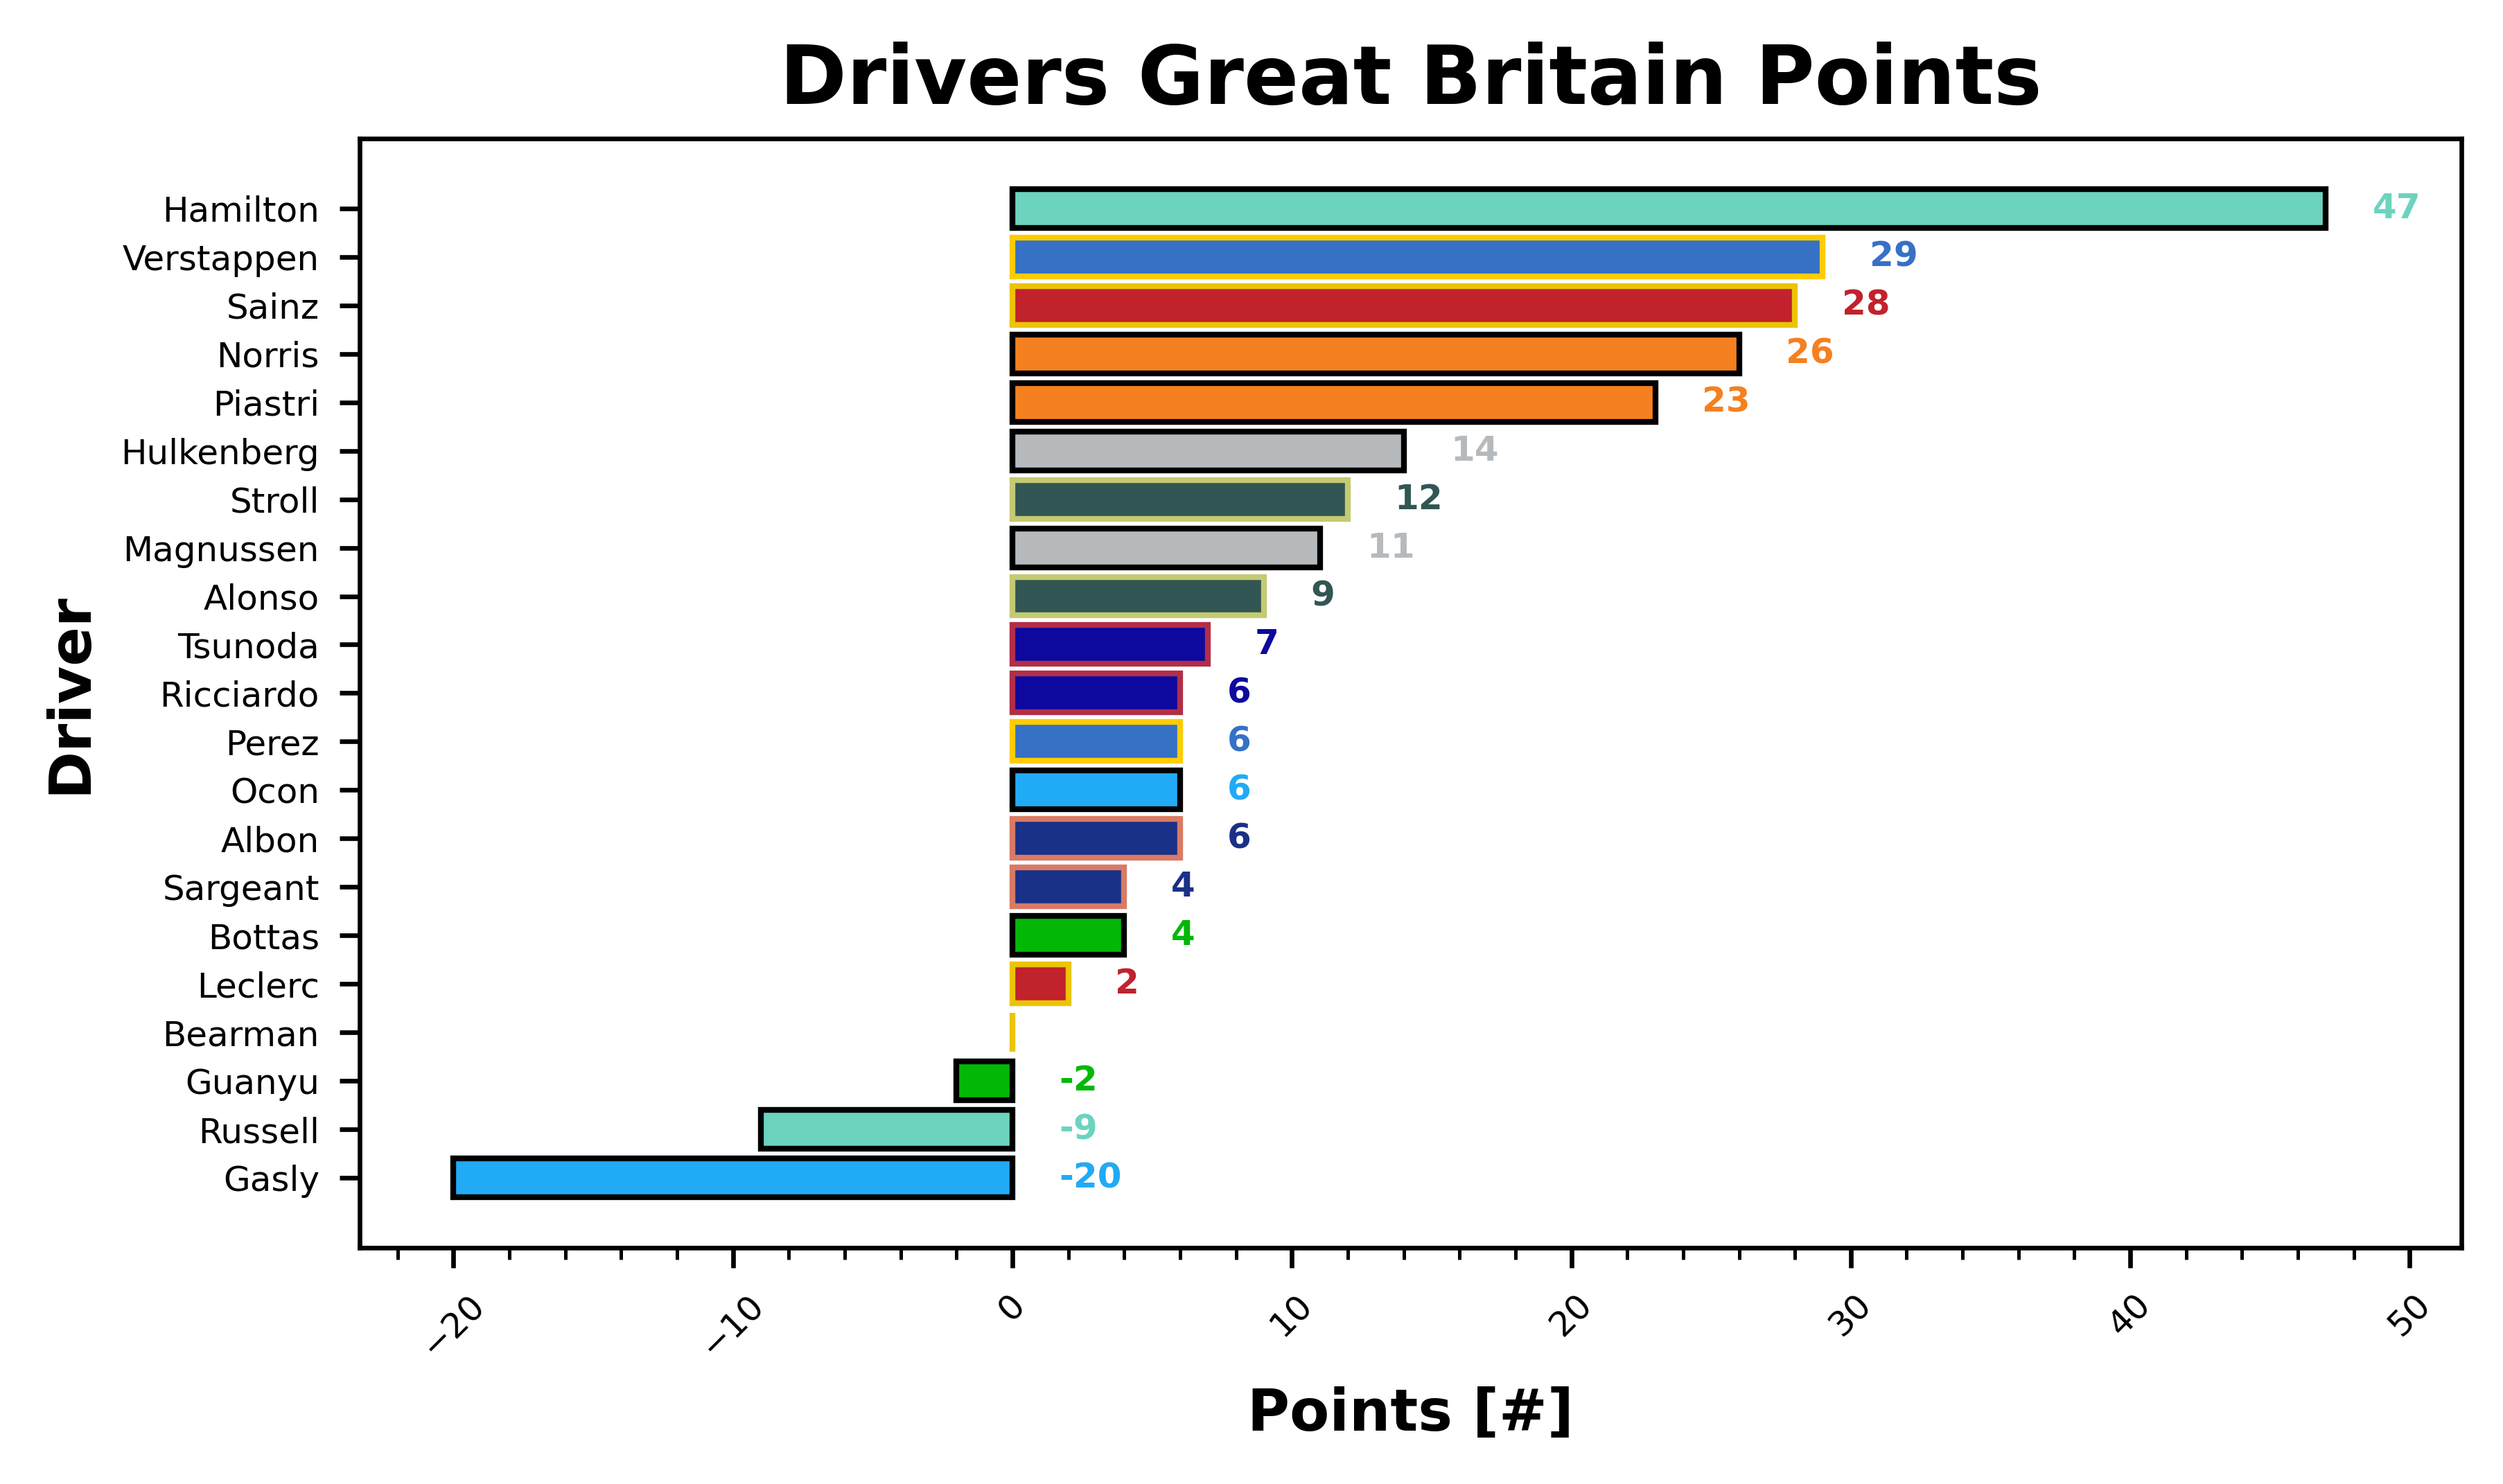 Drivers Great Britain Points
Driver
Hamilton 47
Verstappen 29
Sainz 28
Norris 26
Piastri 23
Hulkenberg 14
Stroll 12
Magnussen 11
Alonso 9
Tsunoda 7
Ricciardo 6
Perez 6
Ocon 6
Albon 6
Sargeant 4
Bottas 4
Leclerc 2
Bearman
Guanyu -2
Russell -9
Gasly -20
−20 −10 0 10 20 30 40 50
Points [#]